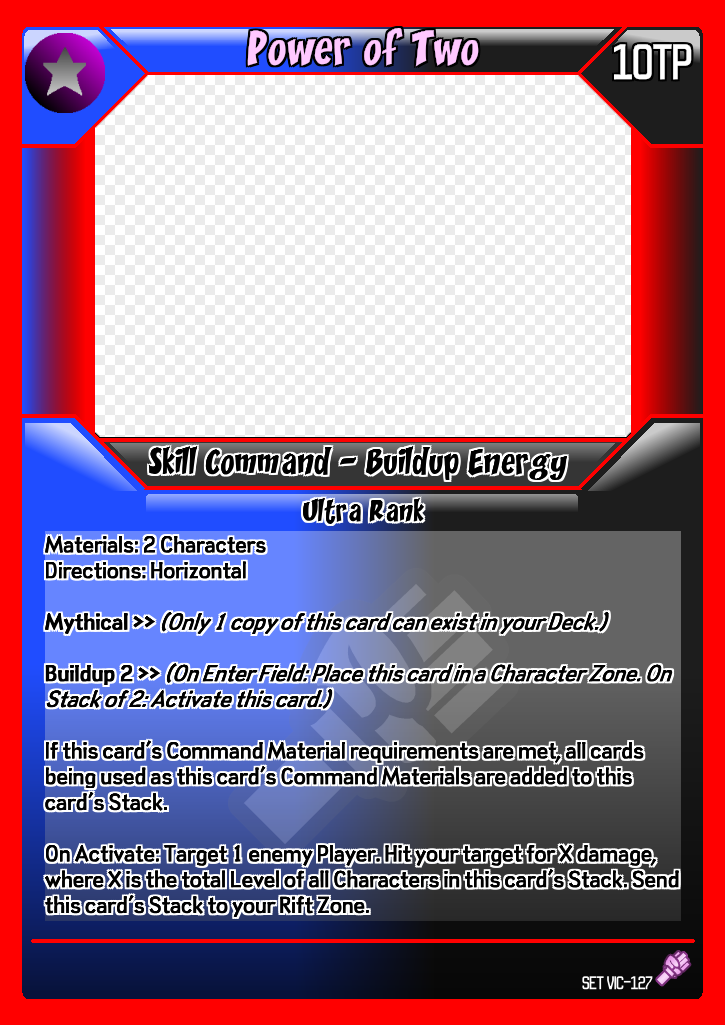 Power of Two
10TP
Skill Command - Buildup Energy
Ultra Rank
Materials: 2 Characters
Directions: Horizontal
Mythical >> (Only 1 copy of this card can exist in your Deck.)
Buildup 2 >> (On Enter Field: Place this card in a Character Zone. On
Stack of 2: Activate this card.)
If this card's Command Material requirements are met, all cards
being used as this card's Command Materials are added to this
card's Stack.
On Activate: Target 1 enemy Player. Hit your target for X damage,
where X is the total Level of all Characters in this card's Stack. Send
this card's Stack to your Rift Zone.
SET VIC-127